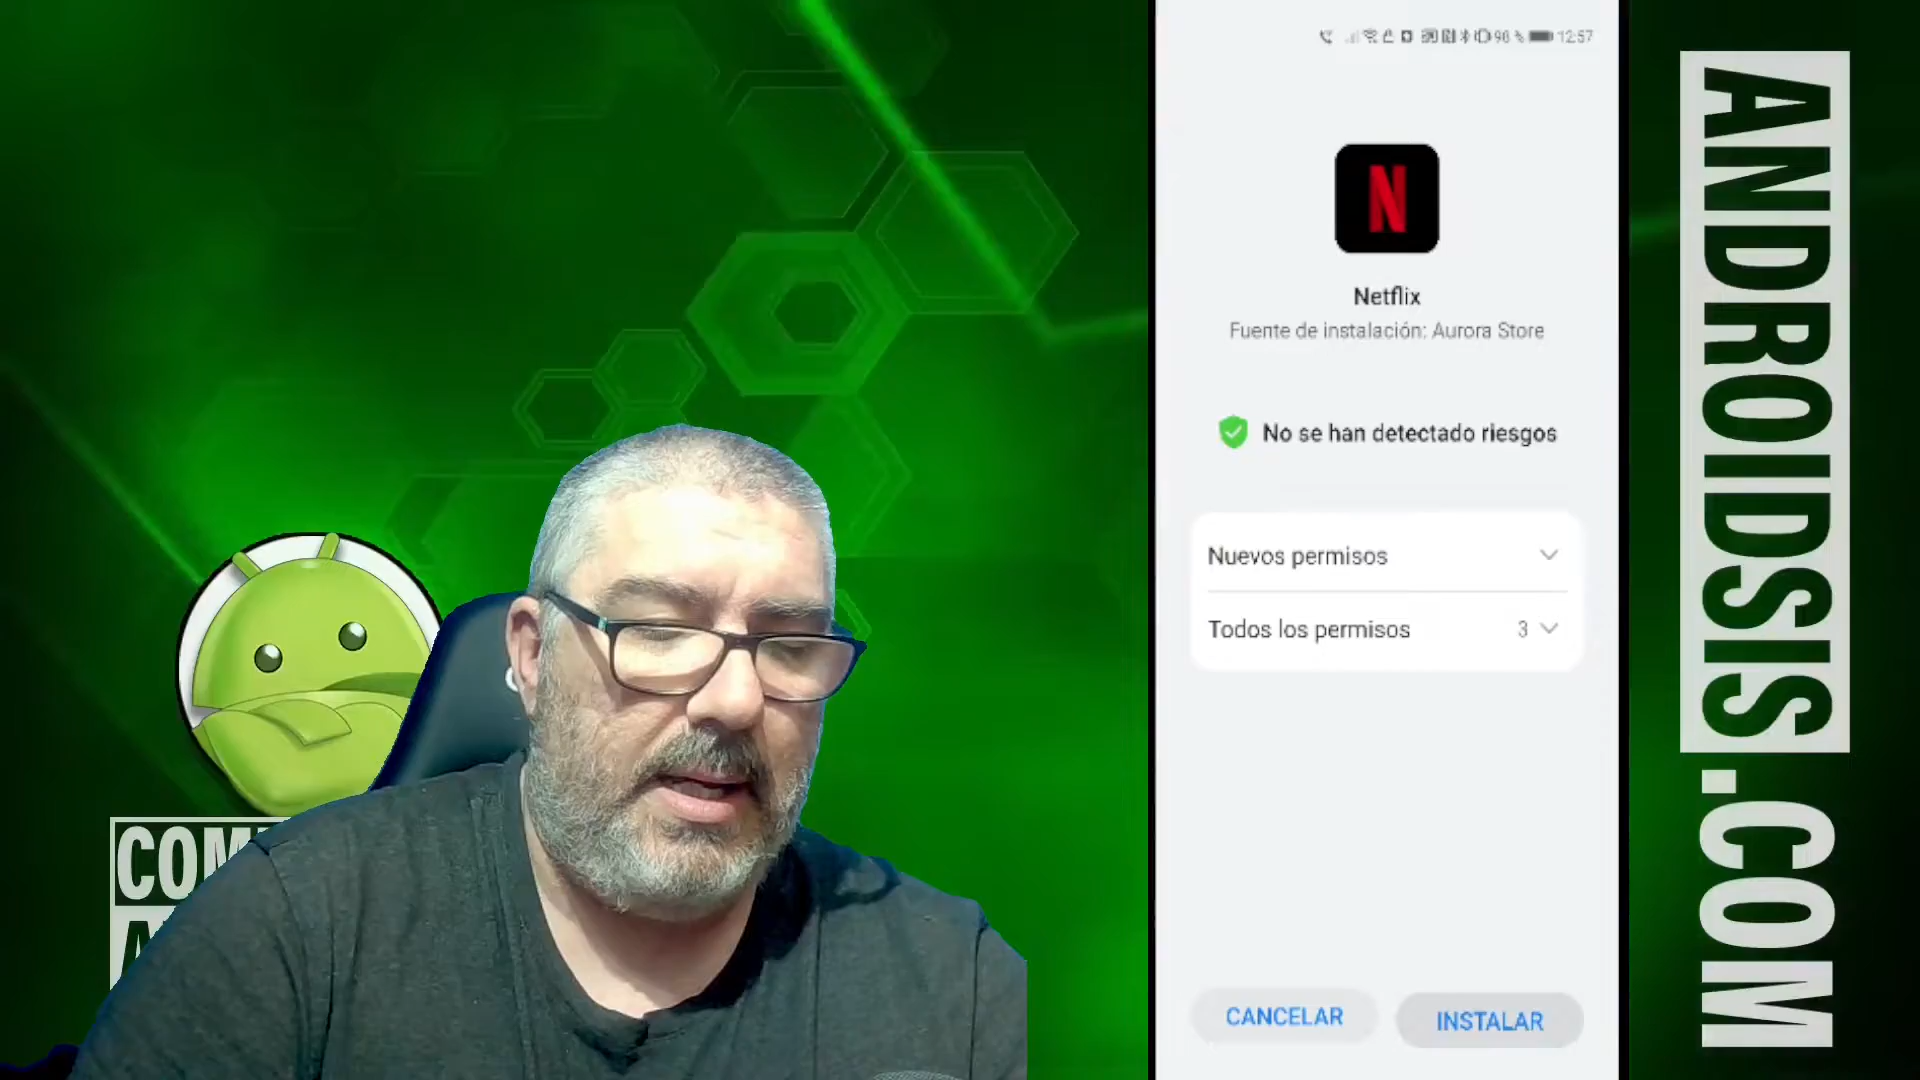 98 % 12:57
N
Netflix
Fuente de instalación: Aurora Store
No se han detectado riesgos
Nuevos permisos
Todos los permisos 3
CANCELAR INSTALAR
ANDROIDSIS.COM